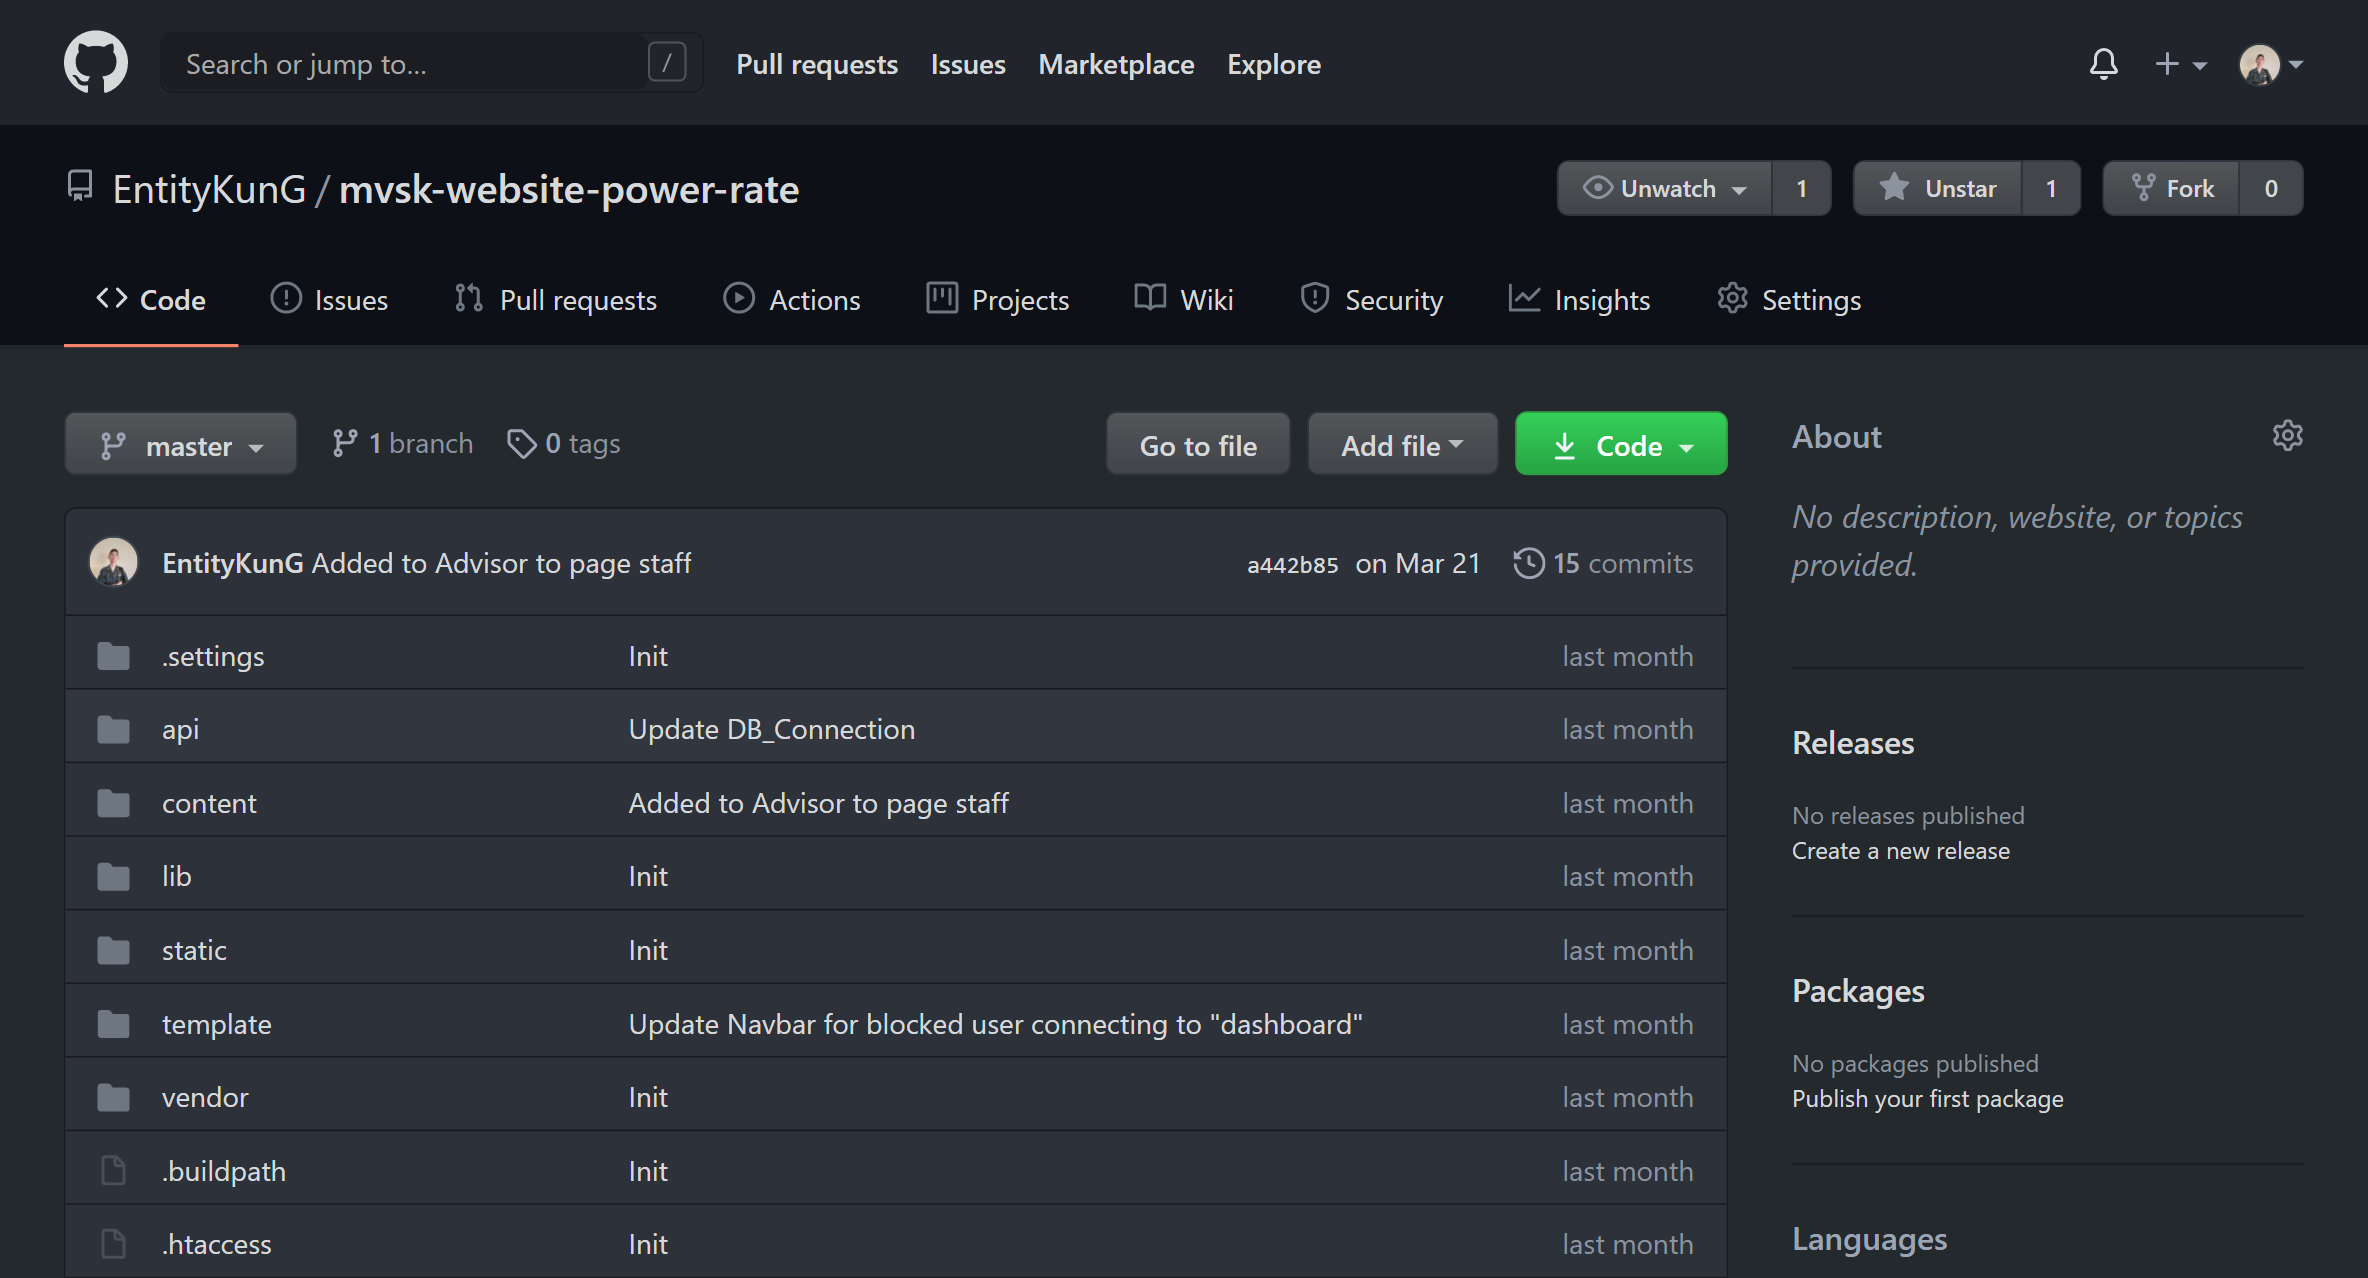 Search or jump to... /
Pull requests Issues Marketplace Explore
EntityKunG / mvsk-website-power-rate
Unwatch 1 Unstar 1 Fork 0
Code Issues Pull requests Actions Projects Wiki Security Insights Settings
master 1 branch 0 tags Go to file Add file Code
EntityKunG Added to Advisor to page staff a442b85 on Mar 21 15 commits
.settings Init last month
api Update DB_Connection last month
content Added to Advisor to page staff last month
lib Init last month
static Init last month
template Update Navbar for blocked user connecting to "dashboard" last month
vendor Init last month
.buildpath Init last month
.htaccess Init last month
About
No description, website, or topics
provided.
Releases
No releases published
Create a new release
Packages
No packages published
Publish your first package
Languages